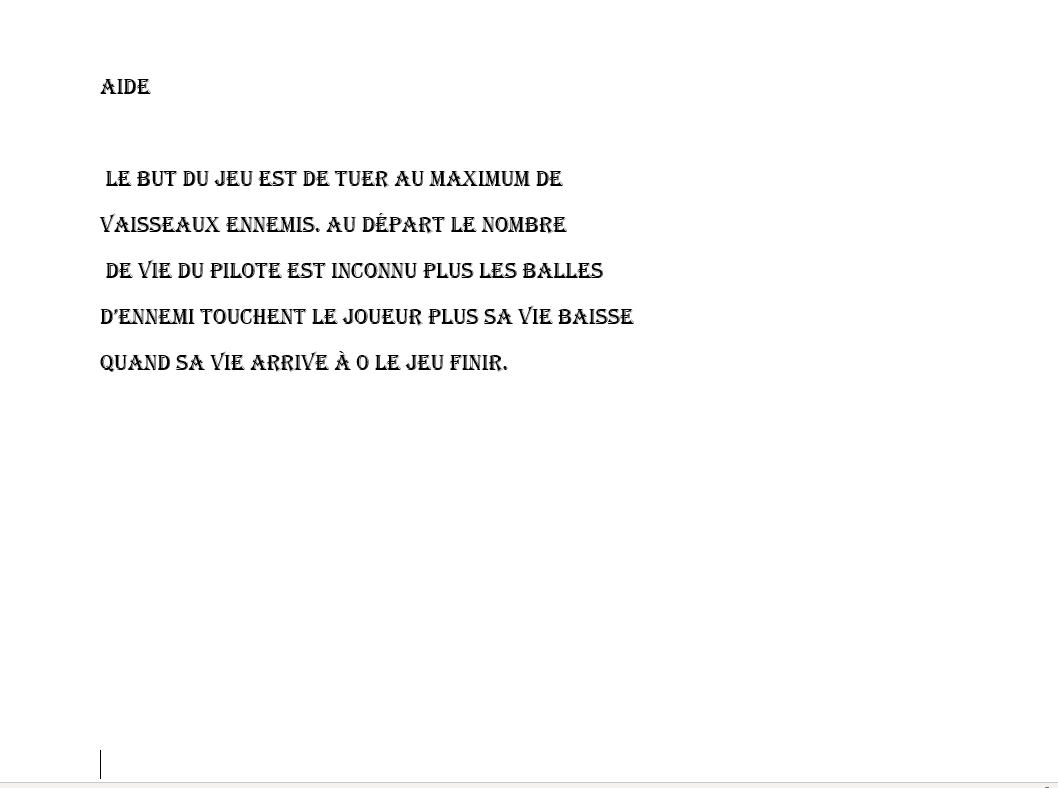 AIDE
LE BUT DU JEU EST DE TUER AU MAXIMUM DE
VAISSEAUX ENNEMIS. AU DÉPART LE NOMBRE
DE VIE DU PILOTE EST INCONNU PLUS LES BALLES
D'ENNEMI TOUCHENT LE JOUEUR PLUS SA VIE BAISSE
QUAND SA VIE ARRIVE À 0 LE JEU FINIR.